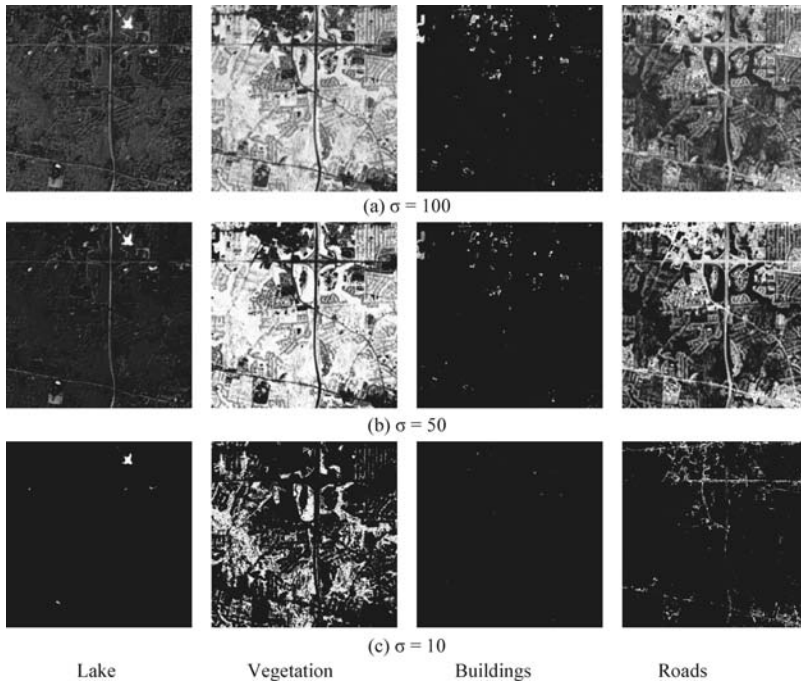 (a) σ = 100
(b) σ = 50
(c) σ = 10
Lake Vegetation Buildings Roads